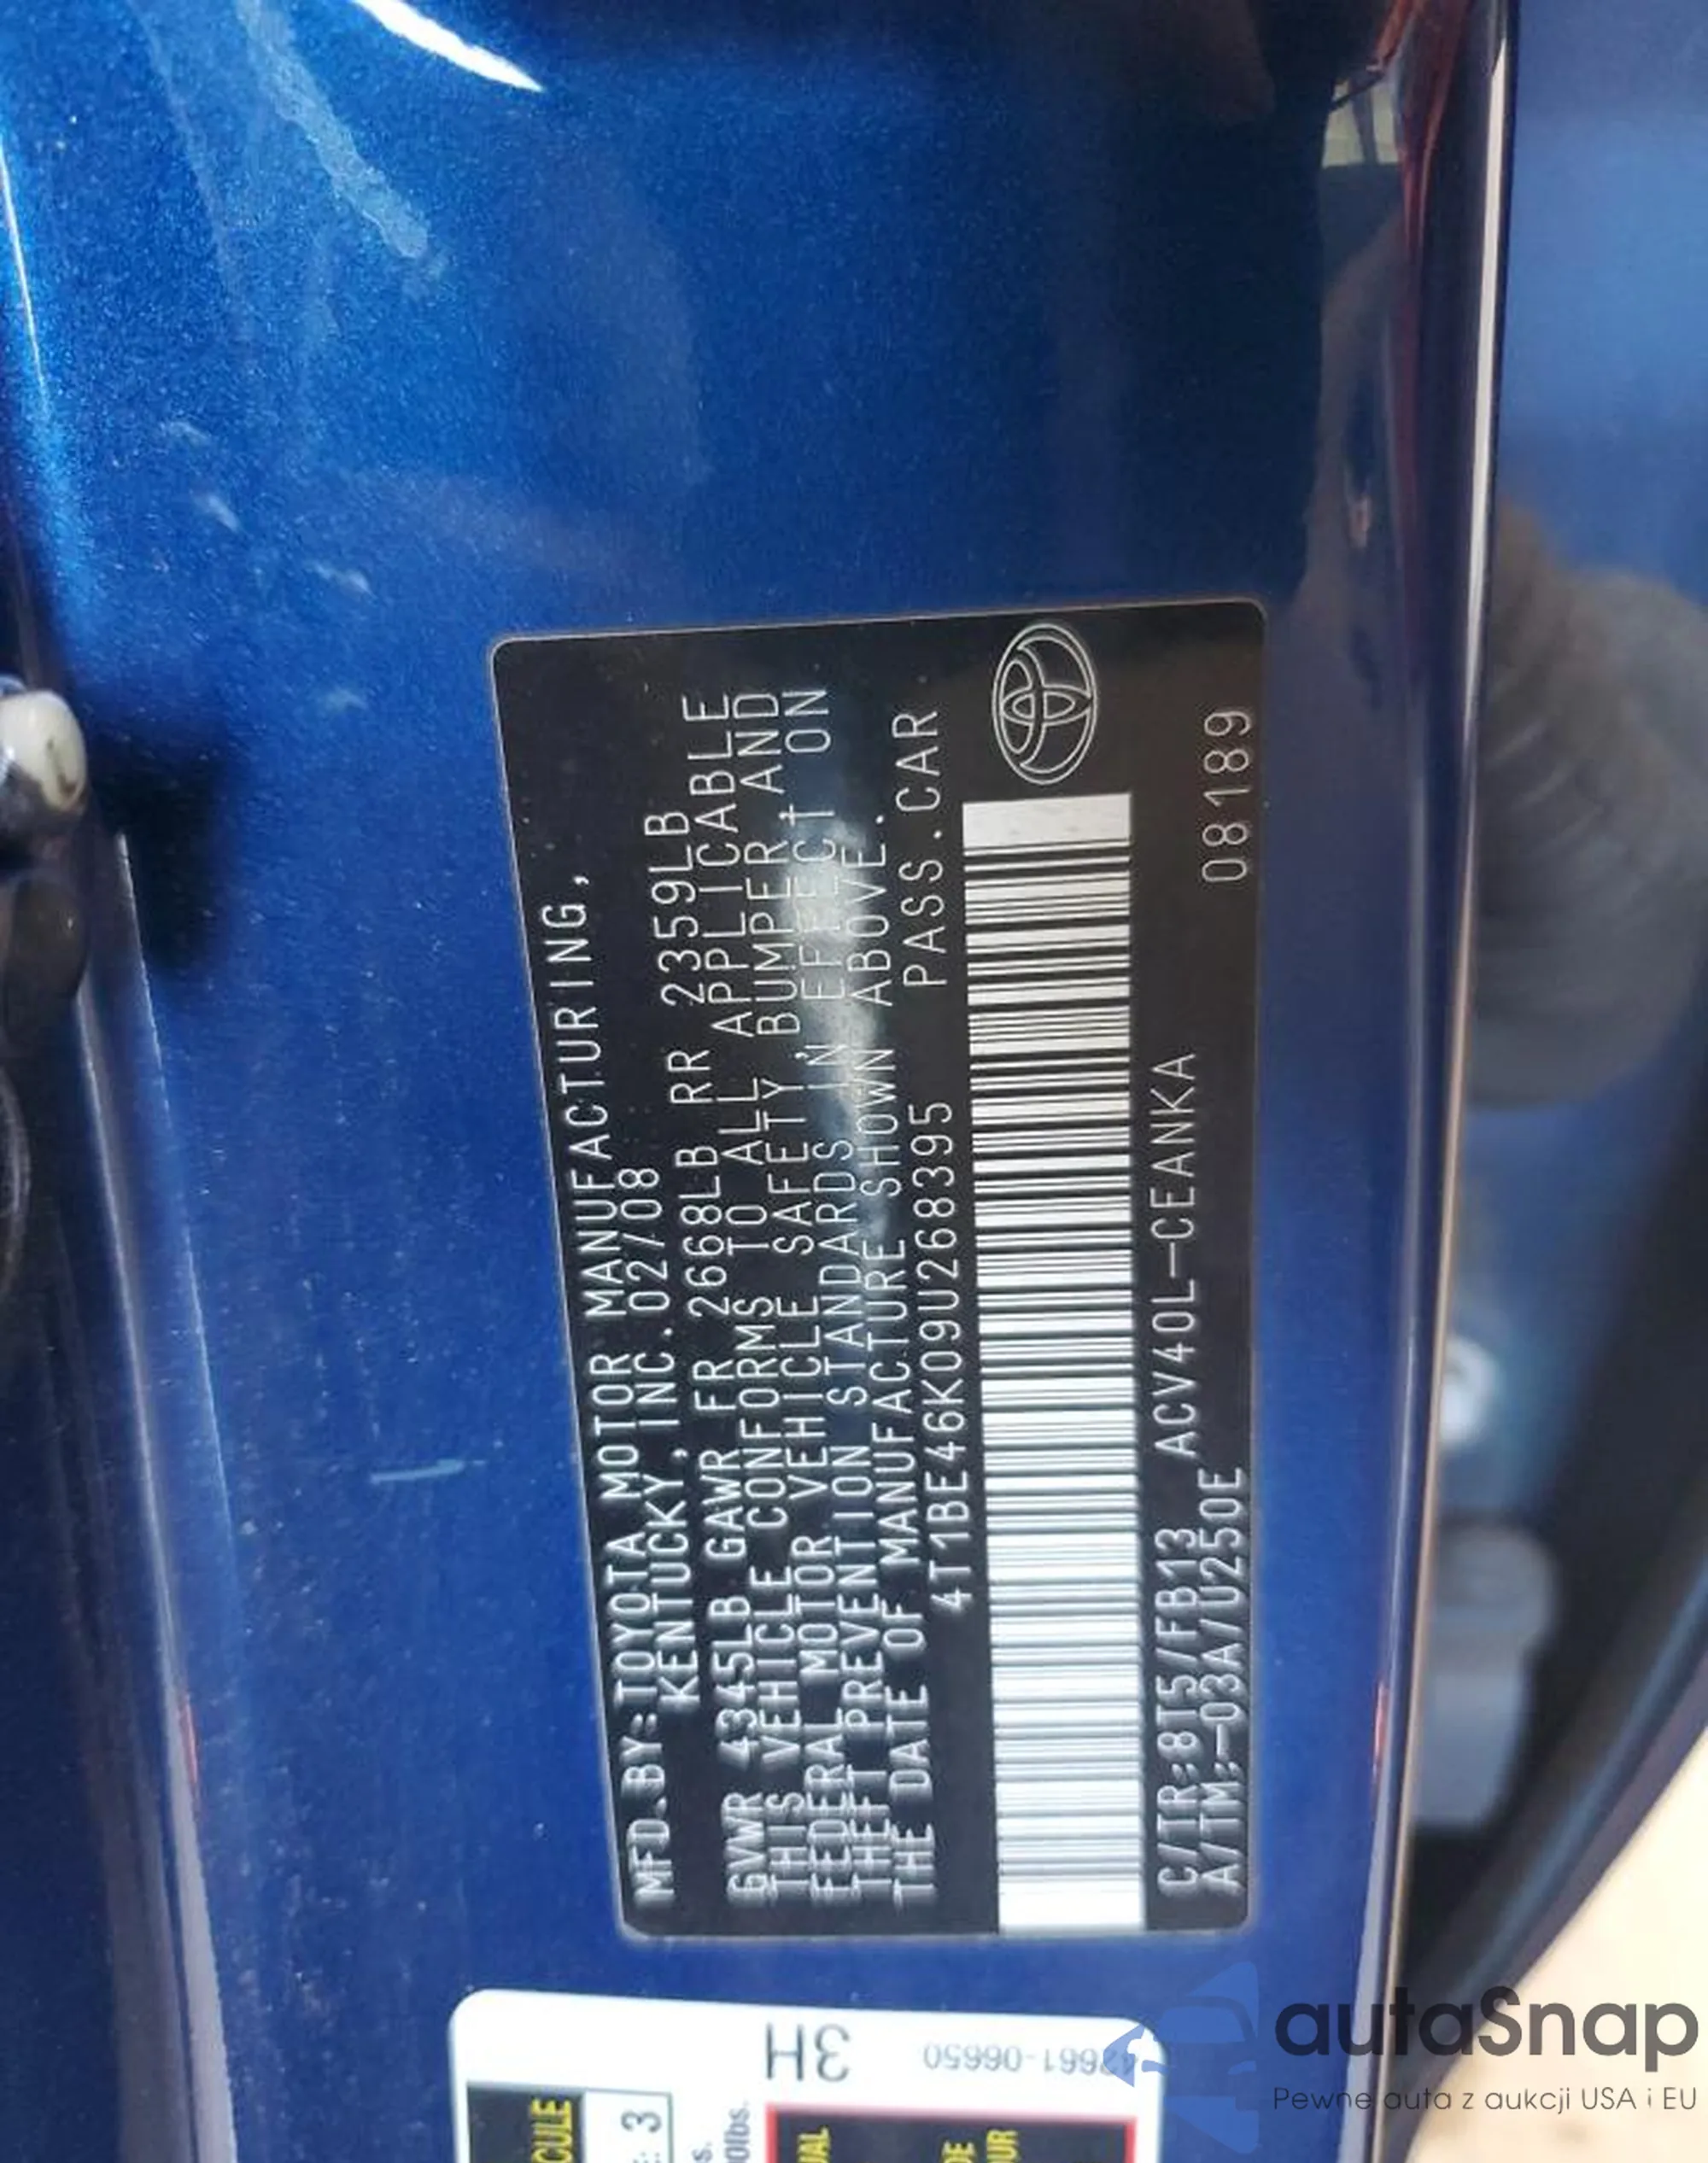 MFD.BY:TOYOTA MOTOR MANUFACTURING,
KENTUCKY,INC.02/08
GVWR 4345LB GAWR FR 2668LB RR 2359LB
THIS VEHICLE CONFORMS TO ALL APPLICABLE
FEDERAL MOTOR VEHICLE SAFETY,BUMPER AND
THEFT PREVENTION STANDARDS IN EFFECT ON
THE DATE OF MANUFACTURE SHOWN ABOVE.
4T1BE46K09U268395 PASS.CAR
C/TR:8T5/FB13 ACV40L-CEANKA
A/TM:-03A/U250E 08189
3H
42661-06650
3
autaSnap
Pewne auta z aukcji USA i EU